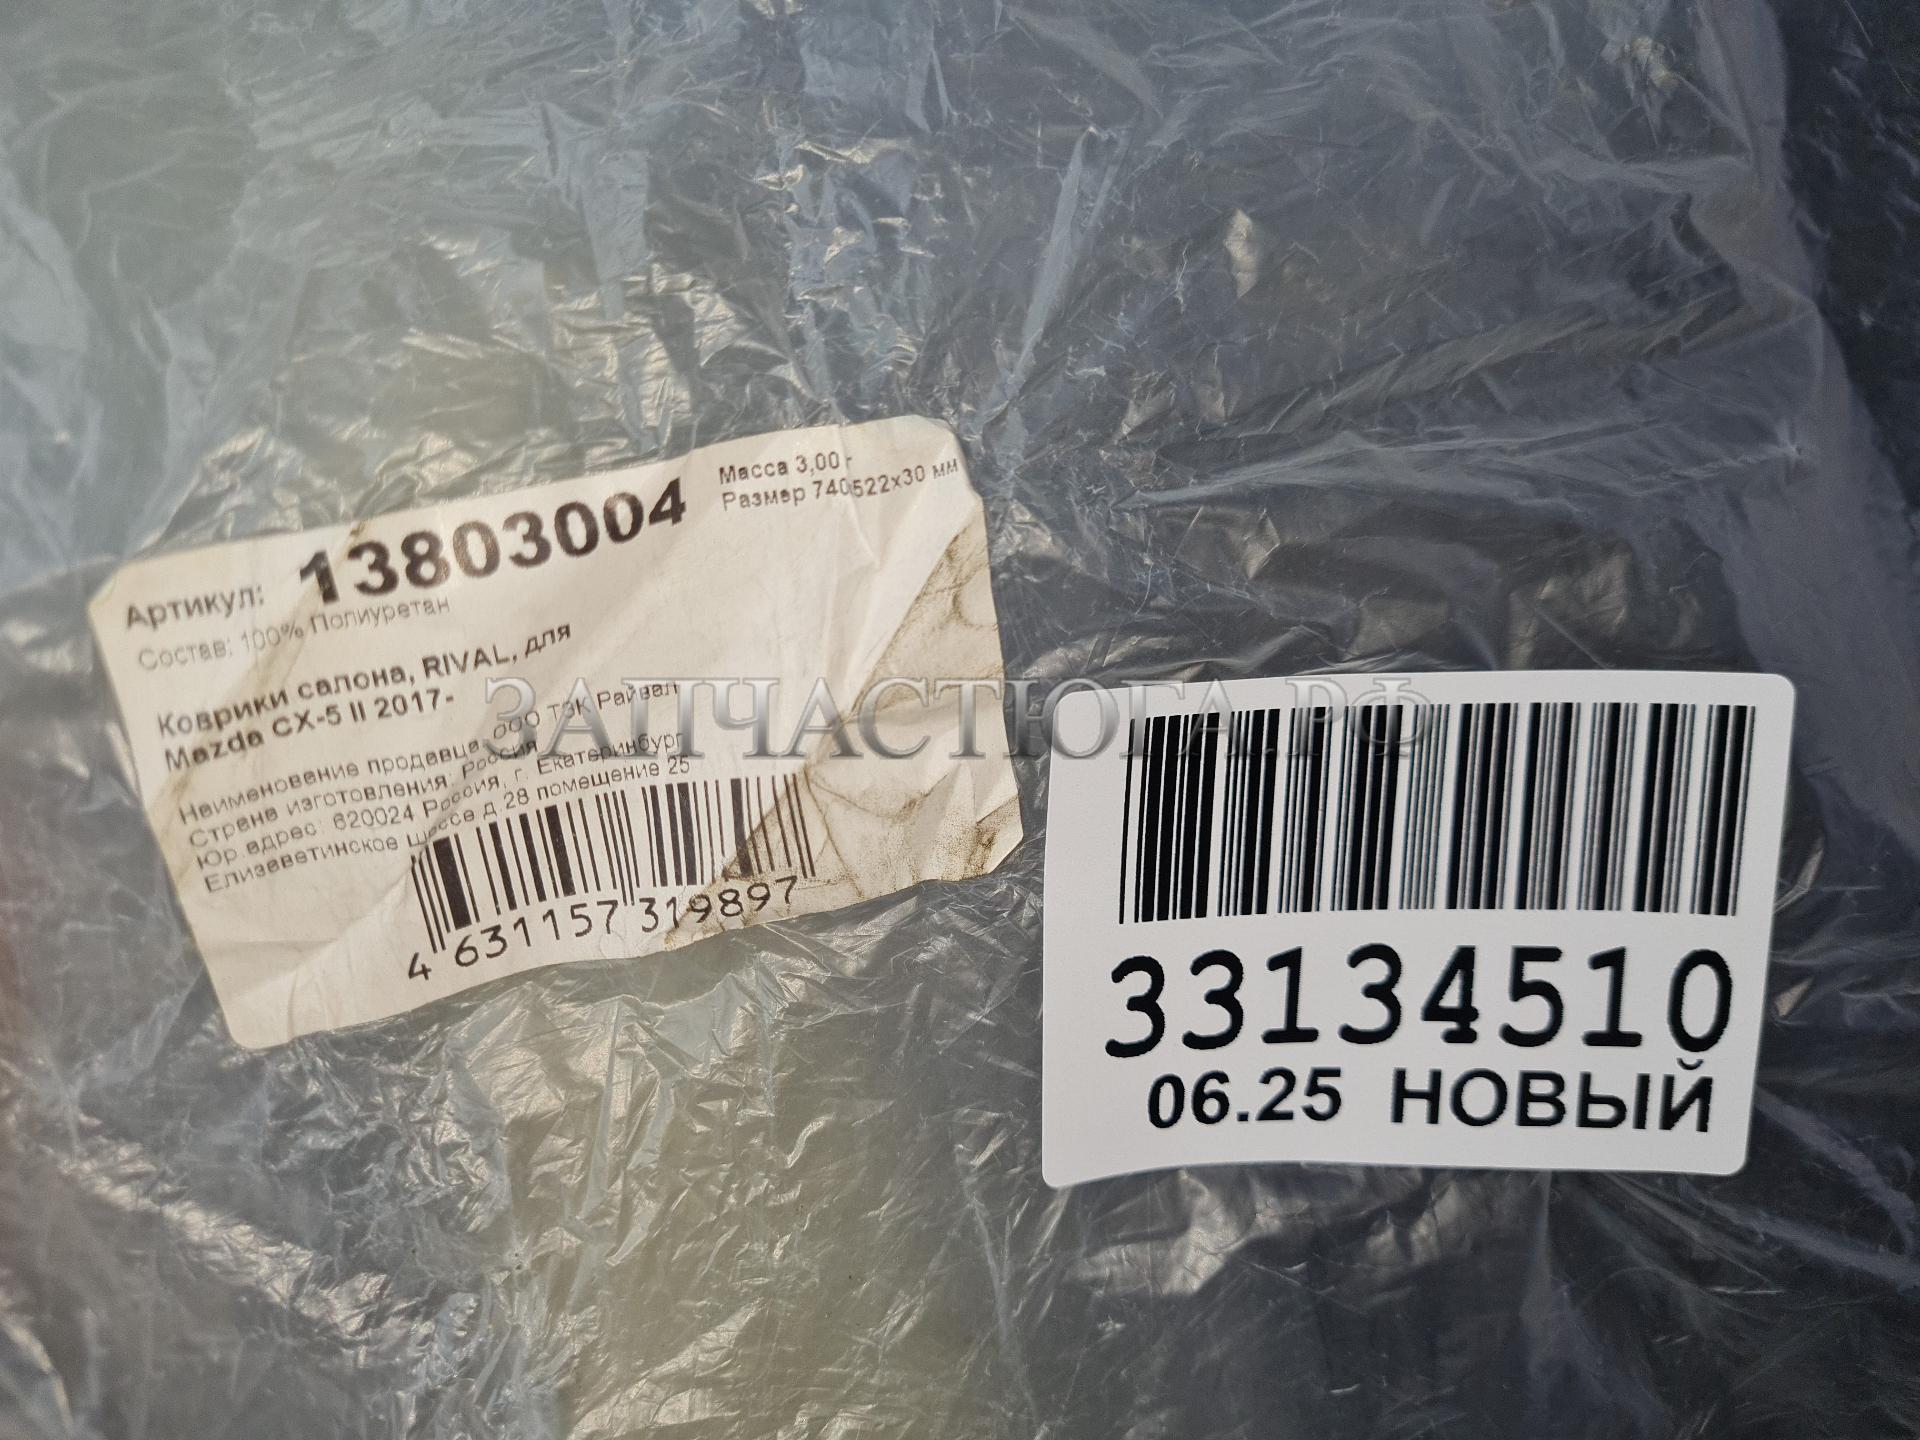 Артикул: 13803004
Масса 3,00 г
Размер 740х522х30 мм
Состав: 100% Полиуретан
Коврики салона, RIVAL, для
Mazda CX-5 II 2017-
Наименование продавца: ООО ТЭК Райвал
Страна изготовления: Россия
Юр.адрес: 620024 Россия, г. Екатеринбург
Елизаветинское шоссе д.28 помещение 25
4 631157 319897
ЗАПЧАСТЮГА.РФ
33134510
06.25 НОВЫЙ